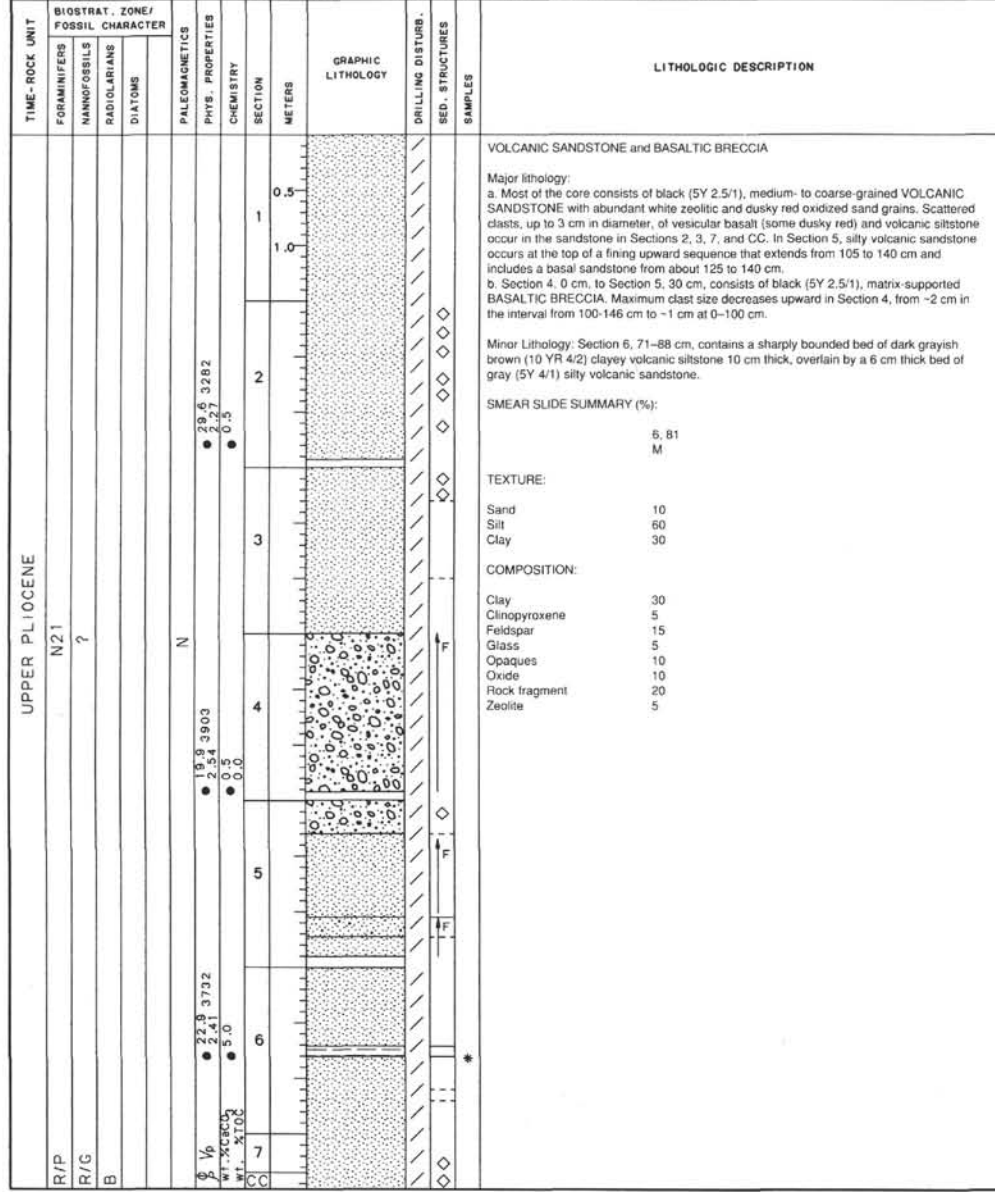 TIME-ROCK UNIT
BIOSTRAT. ZONE/
FOSSIL CHARACTER
FORAMINIFERS
NANNOFOSSILS
RADIOLARIANS
DIATOMS
PALEOMAGNETICS
PHYS. PROPERTIES
CHEMISTRY
SECTION
METERS
GRAPHIC
LITHOLOGY
DRILLING DISTURB.
SED. STRUCTURES
SAMPLES
LITHOLOGIC DESCRIPTION
UPPER PLIOCENE
N21
?
N
R/P
R/G
B
29.6 3282
2.27
0.5
19.9 3903
2.54
0.5
0.0
22.9 3732
2.41
5.0
φ Vp
ρ
wt.%CaCO3
wt. %TOC
1
2
3
4
5
6
7
CC
0.5
1.0
F
F
F
*
VOLCANIC SANDSTONE and BASALTIC BRECCIA
Major lithology:
a. Most of the core consists of black (5Y 2.5/1), medium- to coarse-grained VOLCANIC
SANDSTONE with abundant white zeolitic and dusky red oxidized sand grains. Scattered
clasts, up to 3 cm in diameter, of vesicular basalt (some dusky red) and volcanic siltstone
occur in the sandstone in Sections 2, 3, 7, and CC. In Section 5, silty volcanic sandstone
occurs at the top of a fining upward sequence that extends from 105 to 140 cm and
includes a basal sandstone from about 125 to 140 cm.
b. Section 4, 0 cm, to Section 5, 30 cm, consists of black (5Y 2.5/1), matrix-supported
BASALTIC BRECCIA. Maximum clast size decreases upward in Section 4, from ~2 cm in
the interval from 100-146 cm to ~1 cm at 0–100 cm.
Minor Lithology: Section 6, 71–88 cm, contains a sharply bounded bed of dark grayish
brown (10 YR 4/2) clayey volcanic siltstone 10 cm thick, overlain by a 6 cm thick bed of
gray (5Y 4/1) silty volcanic sandstone.
SMEAR SLIDE SUMMARY (%):
6, 81
M
TEXTURE:
Sand 10
Silt 60
Clay 30
COMPOSITION:
Clay 30
Clinopyroxene 5
Feldspar 15
Glass 5
Opaques 10
Oxide 10
Rock fragment 20
Zeolite 5